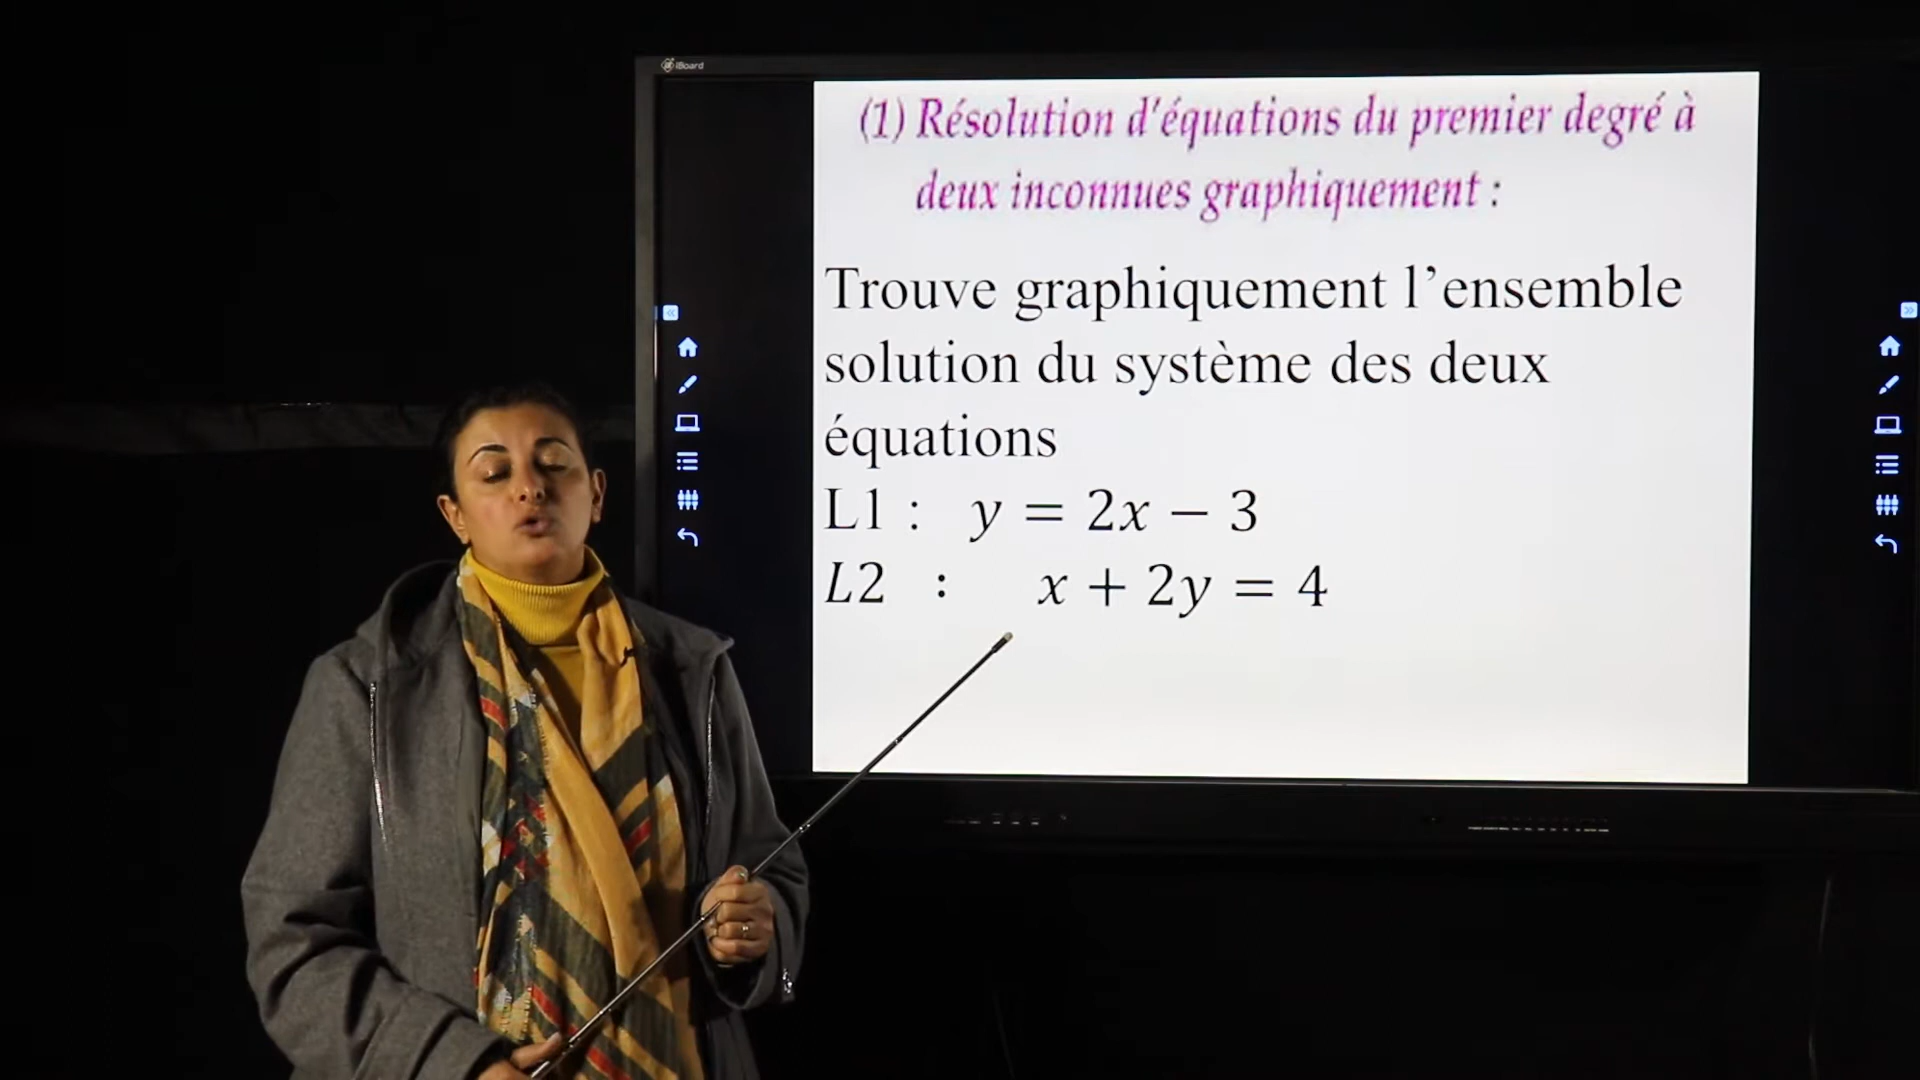 iBoard
(1) Résolution d'équations du premier degré à
deux inconnues graphiquement :
Trouve graphiquement l’ensemble
solution du système des deux
équations
L1 : y = 2x − 3
L2 : x + 2y = 4